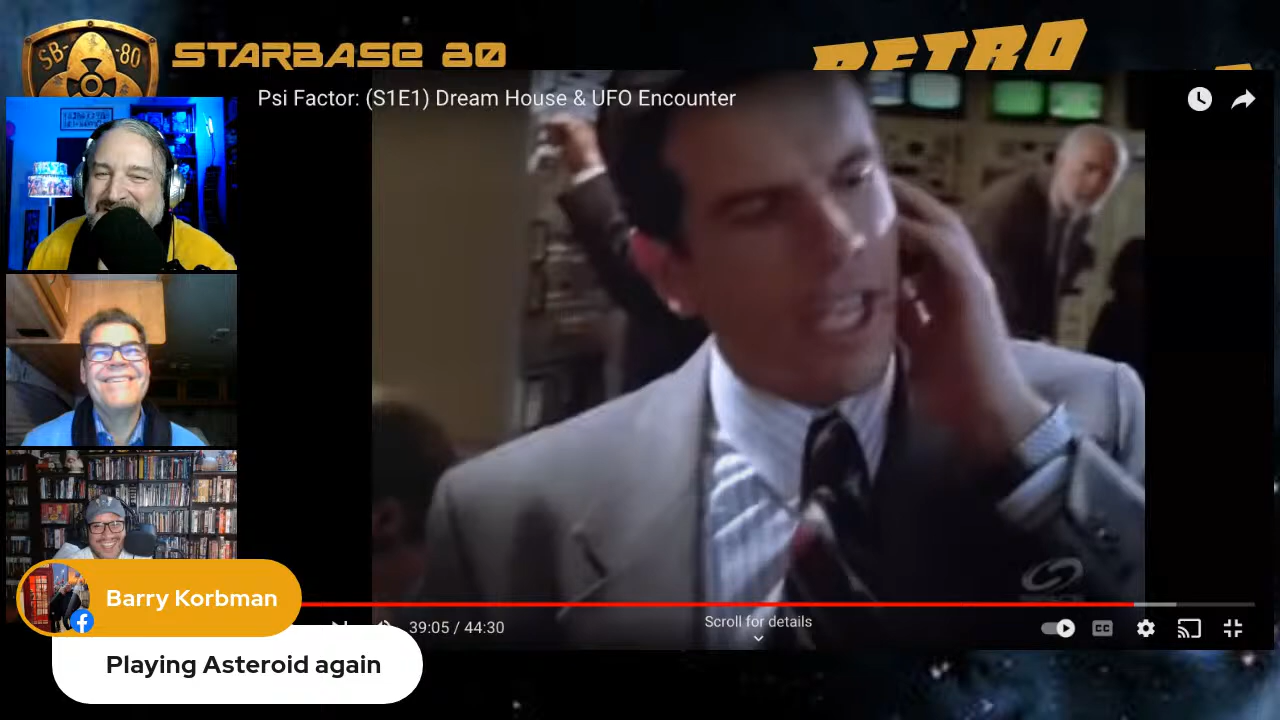 SB-80
STARBASE 80
RETRO
Psi Factor: (S1E1) Dream House & UFO Encounter
Barry Korbman
39:05 / 44:30
Scroll for details
CC
Playing Asteroid again